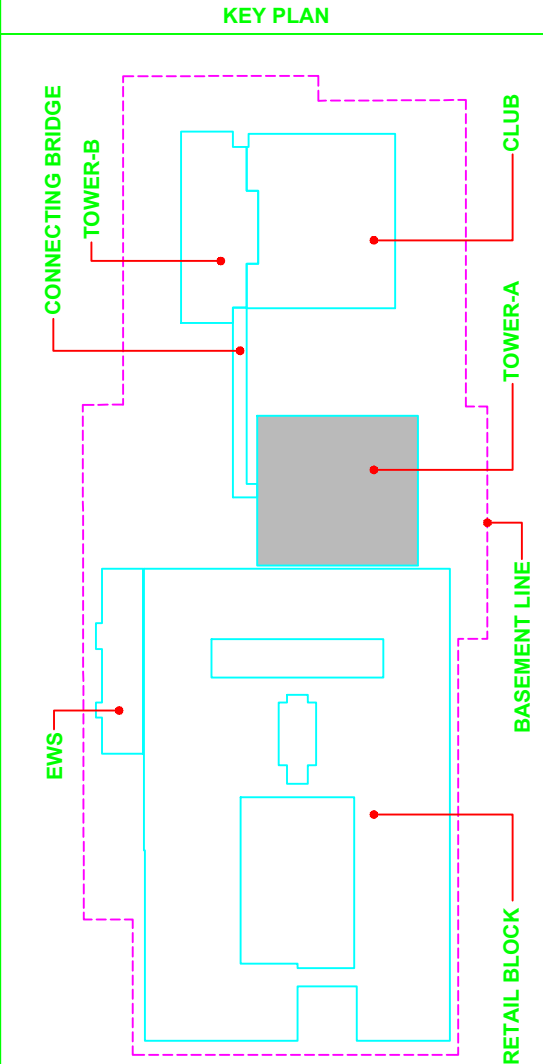 KEY PLAN
CONNECTING BRIDGE
TOWER-B
CLUB
TOWER-A
BASEMENT LINE
EWS
RETAIL BLOCK